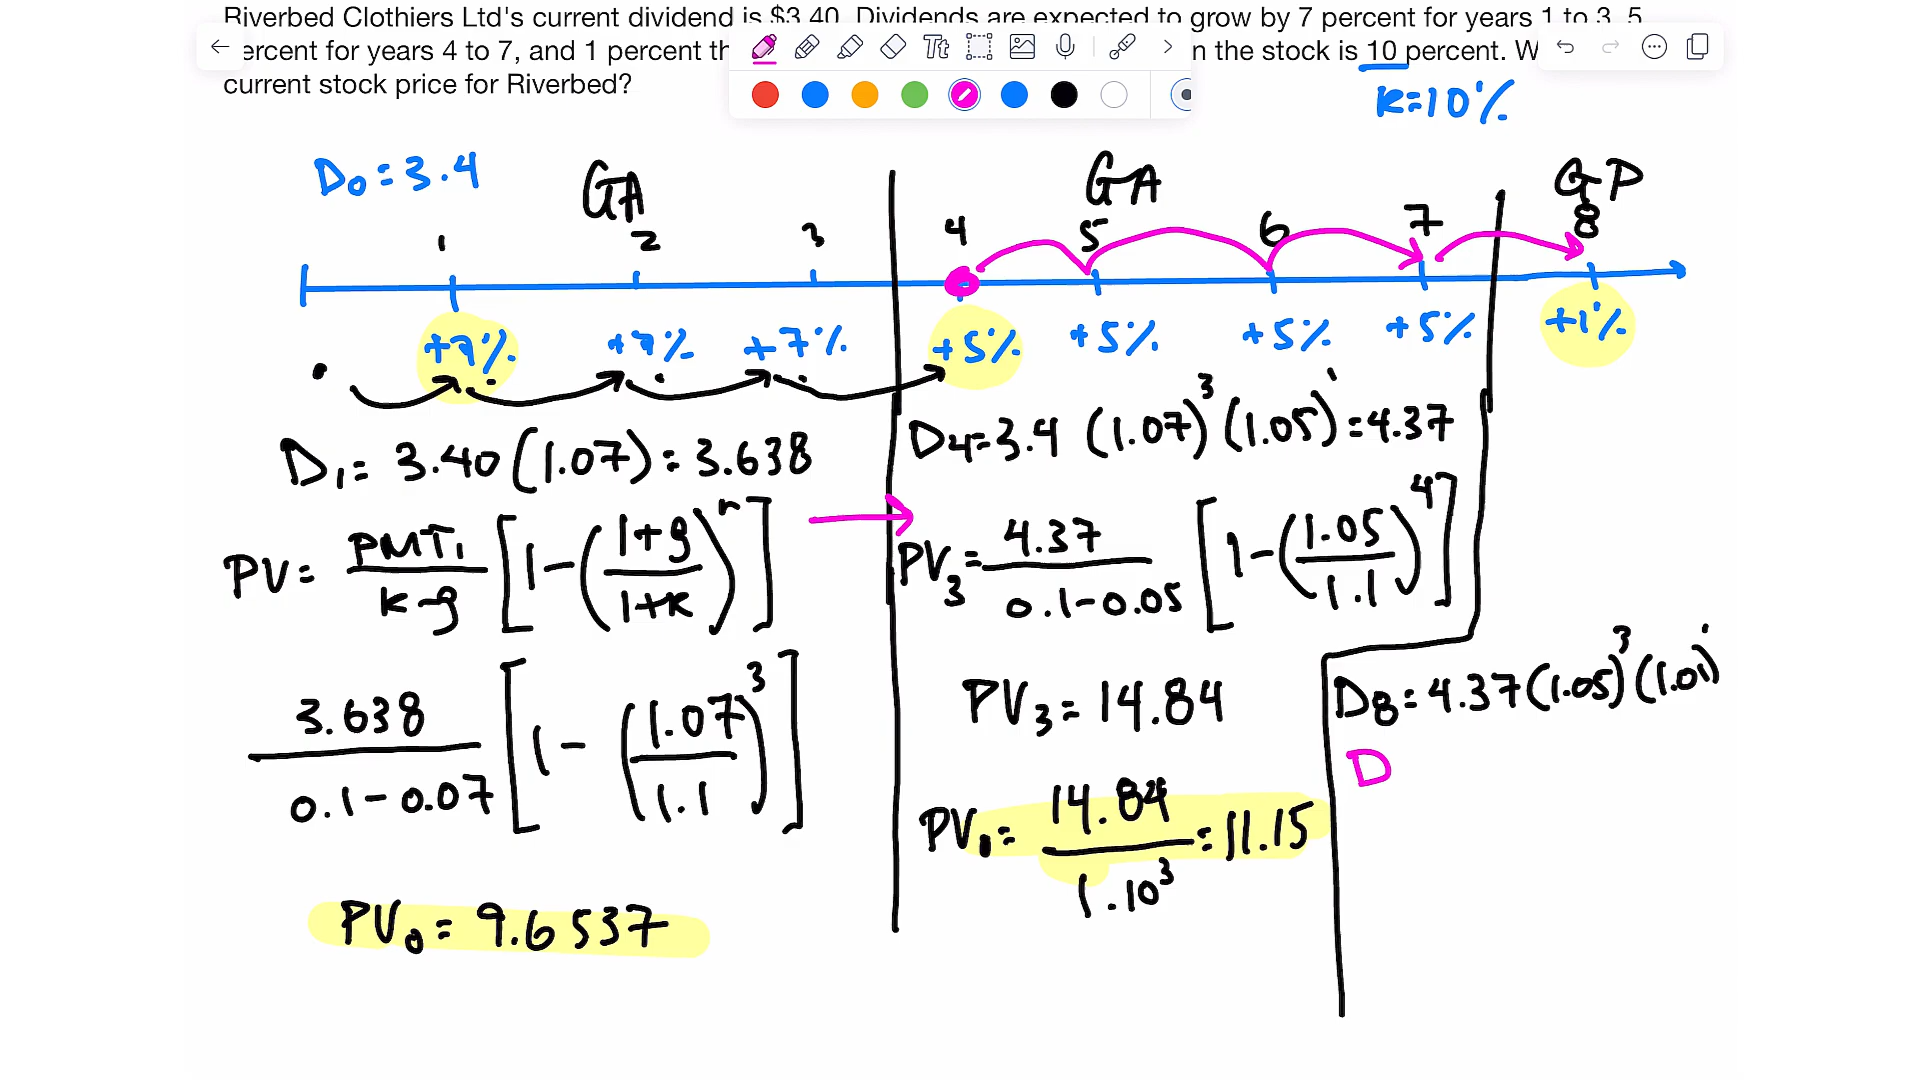 Riverbed Clothiers Ltd's current dividend is $3.40. Dividends are expected to grow by 7 percent for years 1 to 3, 5
ercent for years 4 to 7, and 1 percent th n the stock is 10 percent. W
current stock price for Riverbed?
Tt
K=10%
D₀=3.4
GA GA GP
1 2 3 4 5 6 7 8
+7% +7% +7% +5% +5% +5% +5% +1%
D₁= 3.40(1.07)=3.638
PV= PMT₁/(K-g) [1-((1+g)/(1+K))ⁿ]
3.638/(0.1-0.07) [1-(1.07/1.1)³]
PV₀= 9.6537
D4=3.4 (1.07)³(1.05)¹=4.37
PV₃= 4.37/(0.1-0.05) [1-(1.05/1.1)⁴]
PV₃=14.84
PV₀= 14.84/1.10³=11.15
D8=4.37(1.05)³(1.01)¹
D